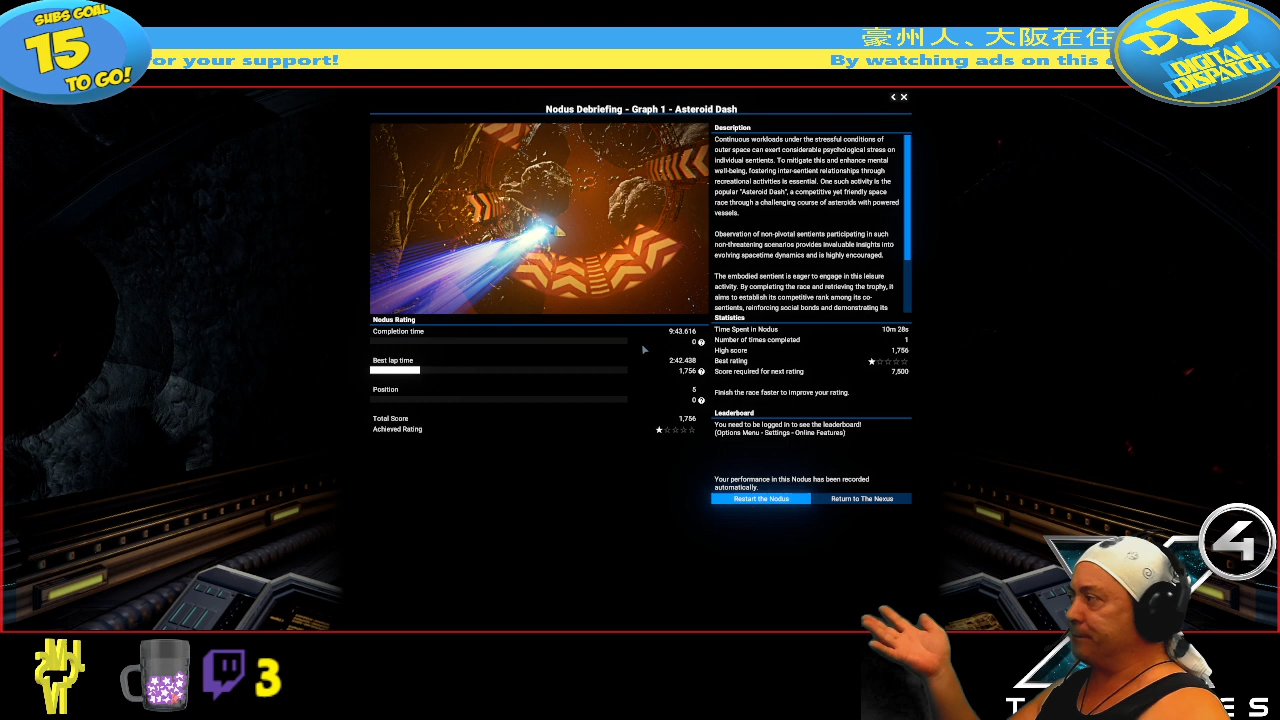 SUBS GOAL
15
TO GO!
豪州人、大阪在住
or your support!
By watching ads on this
DD
DIGITAL
DISPATCH
Nodus Debriefing - Graph 1 - Asteroid Dash
Description
Continuous workloads under the stressful conditions of
outer space can exert considerable psychological stress on
individual sentients. To mitigate this and enhance mental
well-being, fostering inter-sentient relationships through
recreational activities is essential. One such activity is the
popular "Asteroid Dash", a competitive yet friendly space
race through a challenging course of asteroids with powered
vessels.
Observation of non-pivotal sentients participating in such
non-threatening scenarios provides invaluable insights into
evolving spacetime dynamics and is highly encouraged.
The embodied sentient is eager to engage in this leisure
activity. By completing the race and retrieving the trophy, it
aims to establish its competitive rank among its co-
sentients, reinforcing social bonds and demonstrating its
Nodus Rating
Completion time 9:43.616
0
Best lap time 2:42.438
1,756
Position 5
0
Total Score 1,756
Achieved Rating
Statistics
Time Spent in Nodus 10m 28s
Number of times completed 1
High score 1,756
Best rating
Score required for next rating 7,500
Finish the race faster to improve your rating.
Leaderboard
You need to be logged in to see the leaderboard!
(Options Menu - Settings - Online Features)
Your performance in this Nodus has been recorded
automatically.
Restart the Nodus Return to The Nexus
4
3